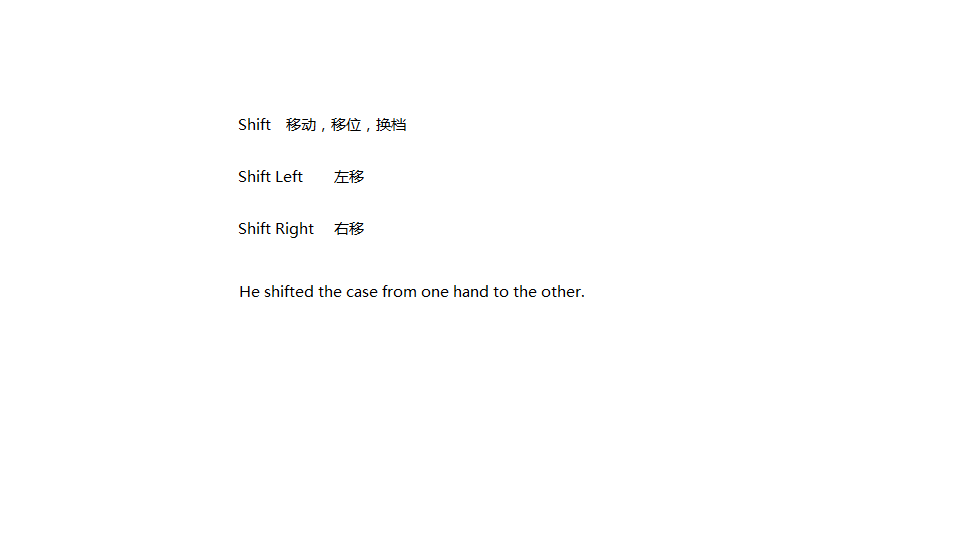 Shift 移动，移位，换档
Shift Left 左移
Shift Right 右移
He shifted the case from one hand to the other.